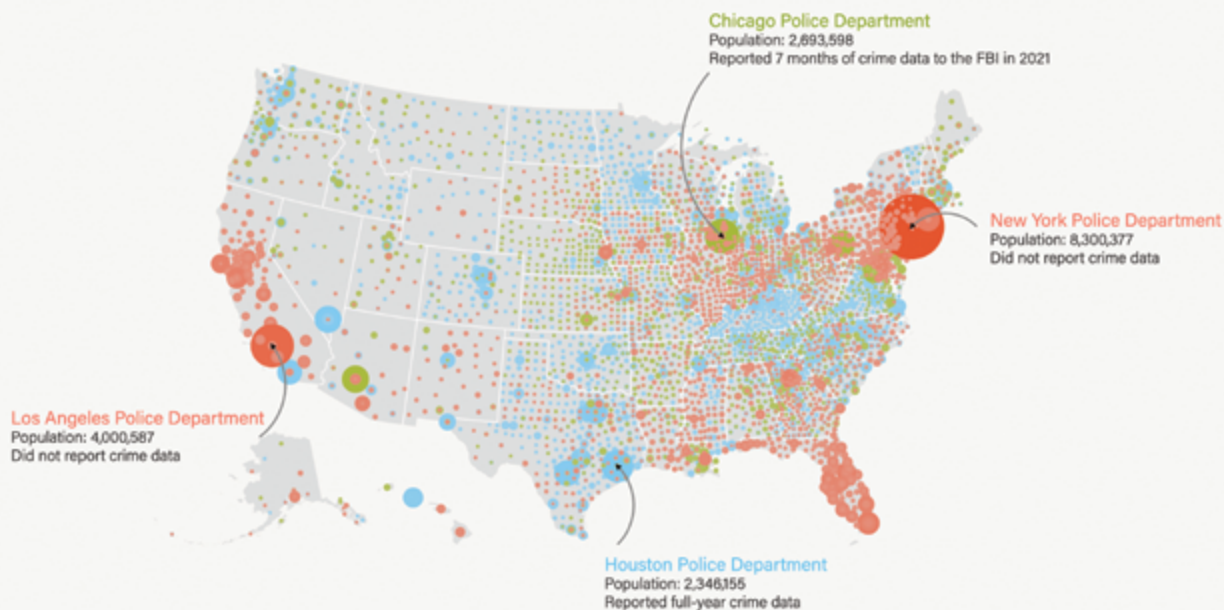 Chicago Police Department
Population: 2,693,598
Reported 7 months of crime data to the FBI in 2021
New York Police Department
Population: 8,300,377
Did not report crime data
Los Angeles Police Department
Population: 4,000,587
Did not report crime data
Houston Police Department
Population: 2,346,155
Reported full-year crime data